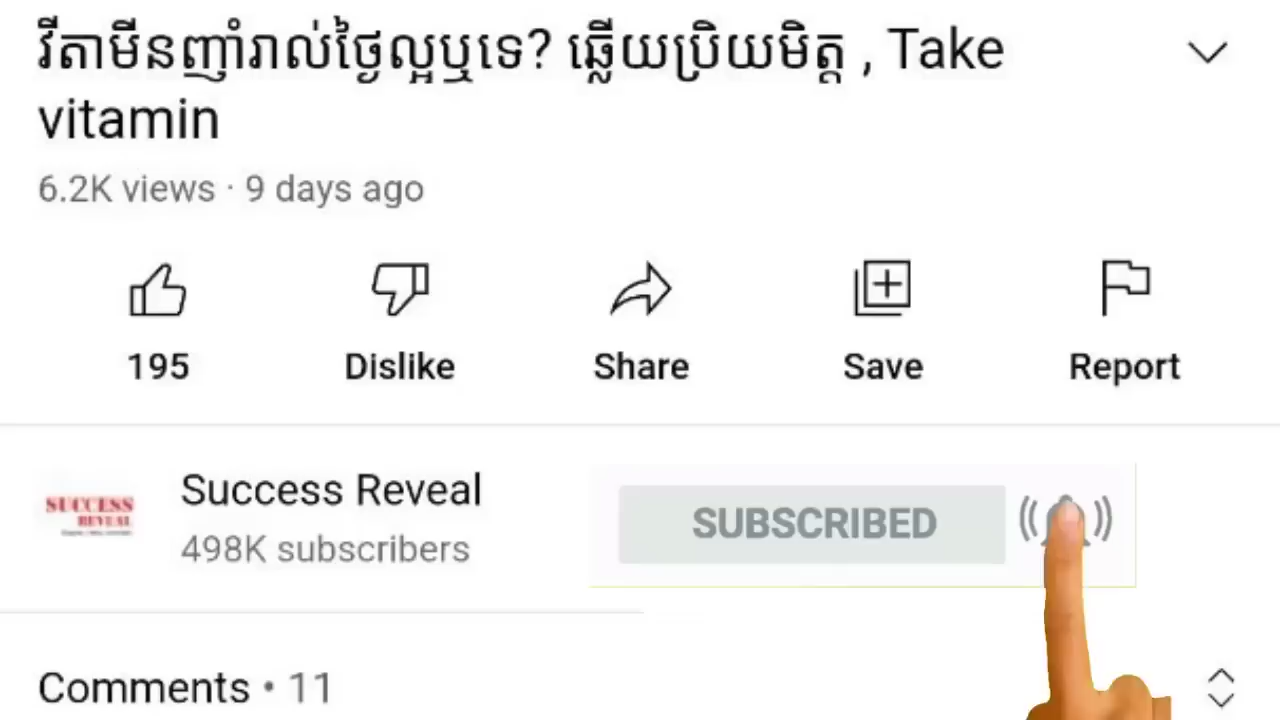 វីតាមីនញ៉ាំរាល់ថ្ងៃល្អឬទេ? ឆ្លើយប្រិយមិត្ត , Take
vitamin
6.2K views · 9 days ago
195
Dislike
Share
Save
Report
SUCCESS
REVEAL
Success Reveal
498K subscribers
SUBSCRIBED
Comments • 11